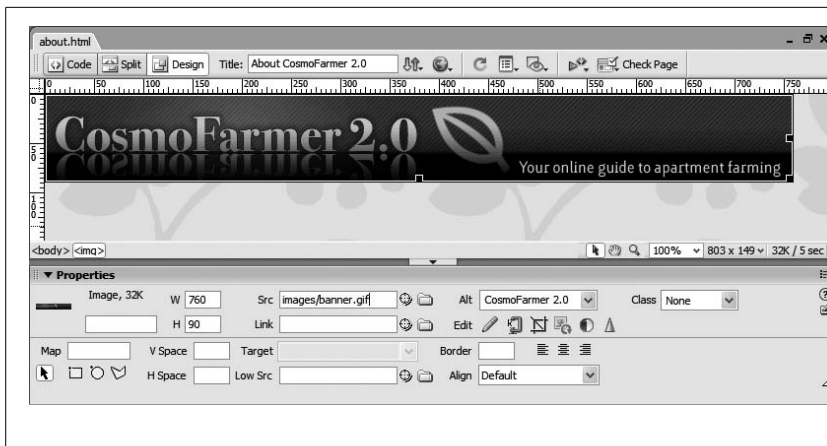 about.html
Code Split Design Title: About CosmoFarmer 2.0 Check Page
0 50 100 150 200 250 300 350 400 450 500 550 600 650 700 750
0
50
100
CosmoFarmer 2.0
Your online guide to apartment farming
<body> <img> 100% 803 x 149 32K / 5 sec
Properties
Image, 32K W 760 Src images/banner.gif Alt CosmoFarmer 2.0 Class None
H 90 Link Edit
Map V Space Target Border
H Space Low Src Align Default